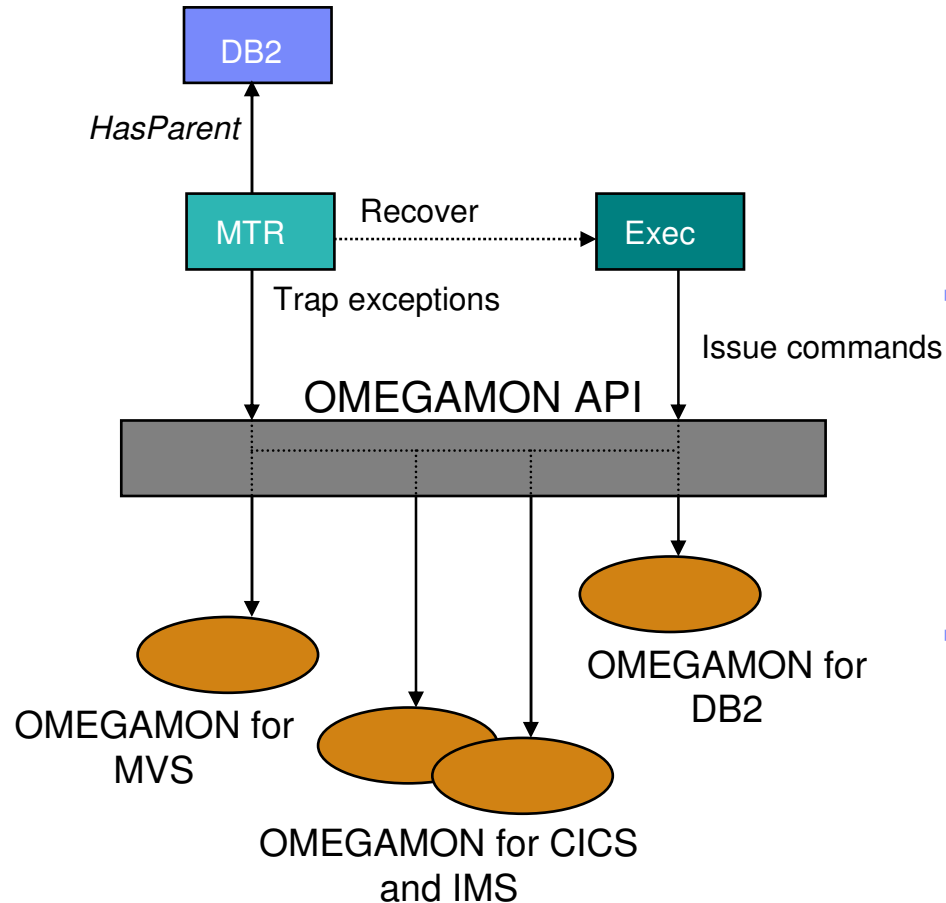 DB2
HasParent
MTR
Recover
Exec
Trap exceptions
Issue commands
OMEGAMON API
OMEGAMON for
DB2
OMEGAMON for
MVS
OMEGAMON for CICS
and IMS